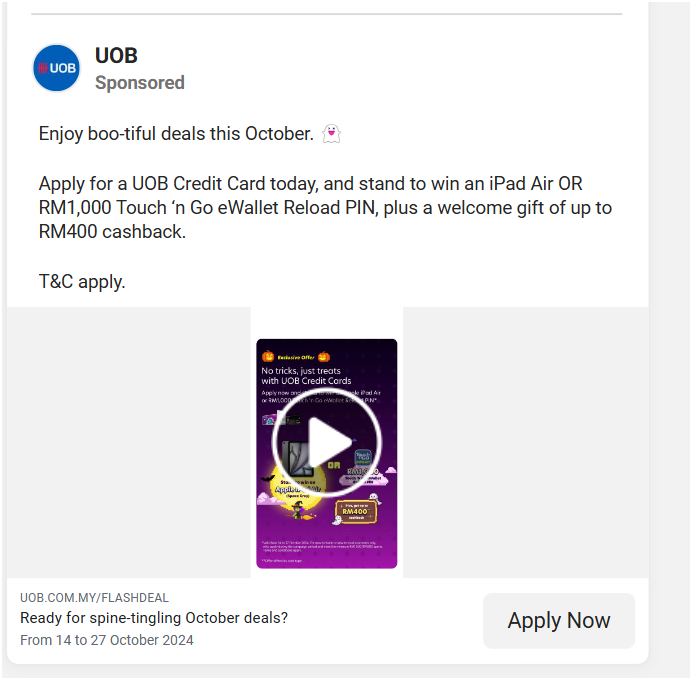 UOB
UOB
Sponsored
Enjoy boo-tiful deals this October. 👻
Apply for a UOB Credit Card today, and stand to win an iPad Air OR
RM1,000 Touch ‘n Go eWallet Reload PIN, plus a welcome gift of up to
RM400 cashback.
T&C apply.
Exclusive Offer
No tricks, just treats
with UOB Credit Cards
Apply now and iPad Air
or RM1,000 'n Go eWallet Reload PIN*
OR
RM400
cashback
UOB.COM.MY/FLASHDEAL
Ready for spine-tingling October deals?
From 14 to 27 October 2024
Apply Now